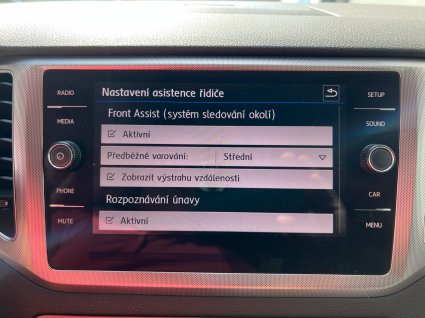 Nastavení asistence řidiče
RADIO
SETUP
Front Assist (systém sledování okolí)
MEDIA
SOUND
Aktivní
Předběžné varování:
Střední
Zobrazit výstrahu vzdálenosti
PHONE
CAR
Rozpoznávání únavy
MUTE
Aktivní
MENU